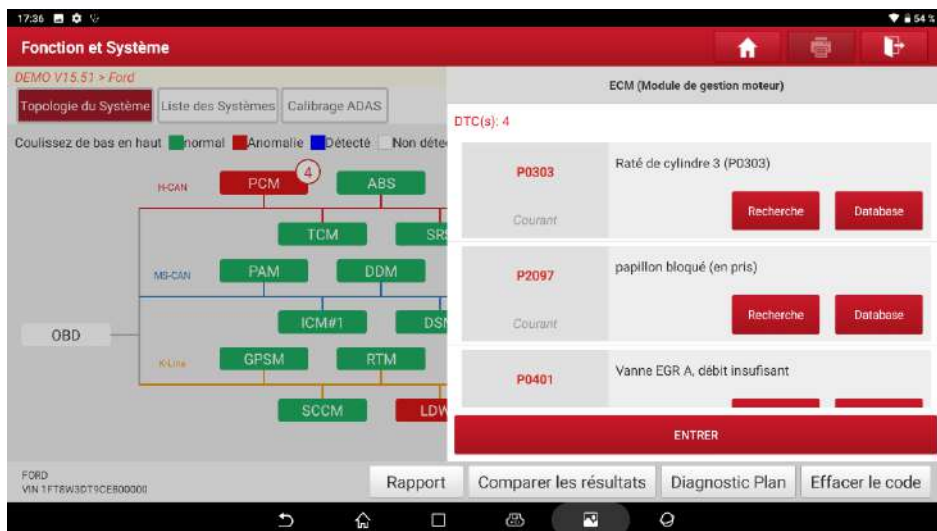 17:36
54 %
Fonction et Système
DEMO V15.51 > Ford
Topologie du Système
Liste des Systèmes
Calibrage ADAS
Coulissez de bas en haut
normal
Anomalie
Détecté
Non déte
H-CAN
PCM
4
ABS
TCM
SRS
MS-CAN
PAM
DDM
OBD
ICM#1
DSM
K-Line
GPSM
RTM
SCCM
LDW
ECM (Module de gestion moteur)
DTC(s): 4
P0303
Courant
Raté de cylindre 3 (P0303)
Recherche
Database
P2097
Courant
papillon bloqué (en pris)
Recherche
Database
P0401
Vanne EGR A, débit insufisant
ENTRER
FORD
VIN 1FT8W3DT9CEB00000
Rapport
Comparer les résultats
Diagnostic Plan
Effacer le code